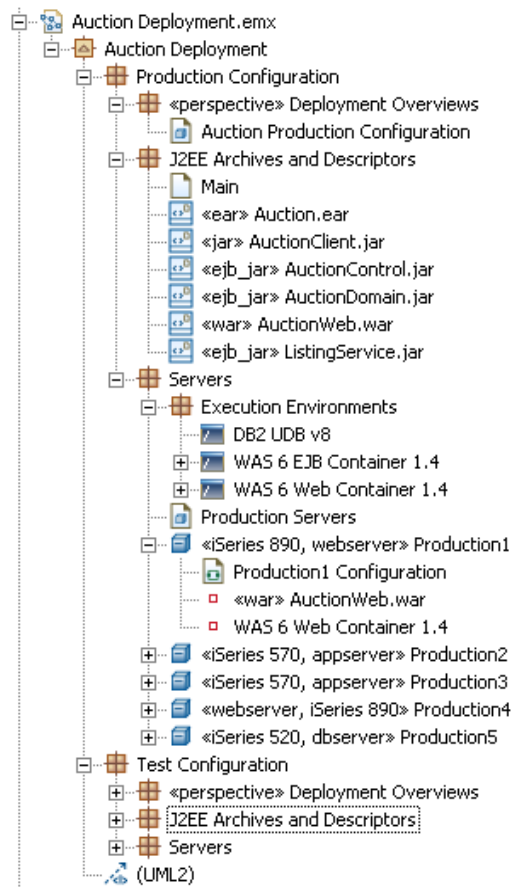 Auction Deployment.emx
Auction Deployment
Production Configuration
«perspective» Deployment Overviews
Auction Production Configuration
J2EE Archives and Descriptors
Main
«ear» Auction.ear
«jar» AuctionClient.jar
«ejb_jar» AuctionControl.jar
«ejb_jar» AuctionDomain.jar
«war» AuctionWeb.war
«ejb_jar» ListingService.jar
Servers
Execution Environments
DB2 UDB v8
WAS 6 EJB Container 1.4
WAS 6 Web Container 1.4
Production Servers
«iSeries 890, webserver» Production1
Production1 Configuration
«war» AuctionWeb.war
WAS 6 Web Container 1.4
«iSeries 570, appserver» Production2
«iSeries 570, appserver» Production3
«webserver, iSeries 890» Production4
«iSeries 520, dbserver» Production5
Test Configuration
«perspective» Deployment Overviews
J2EE Archives and Descriptors
Servers
(UML2)